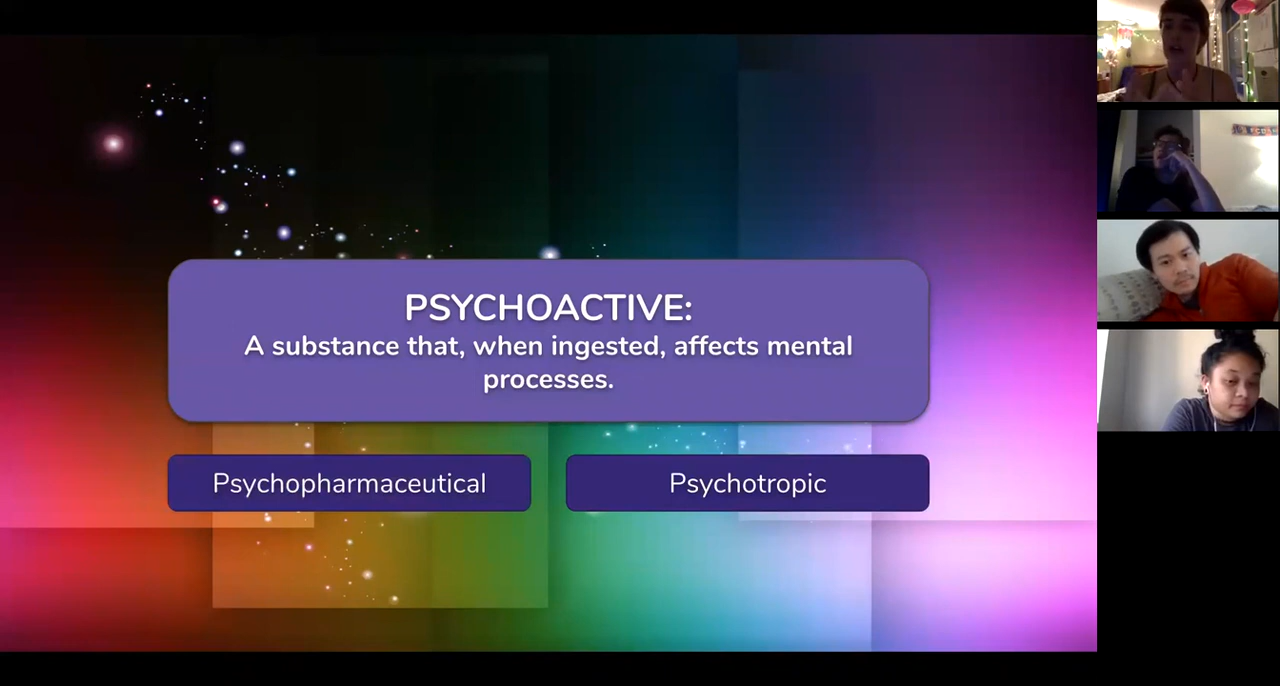 PSYCHOACTIVE:
A substance that, when ingested, affects mental
processes.
Psychopharmaceutical
Psychotropic